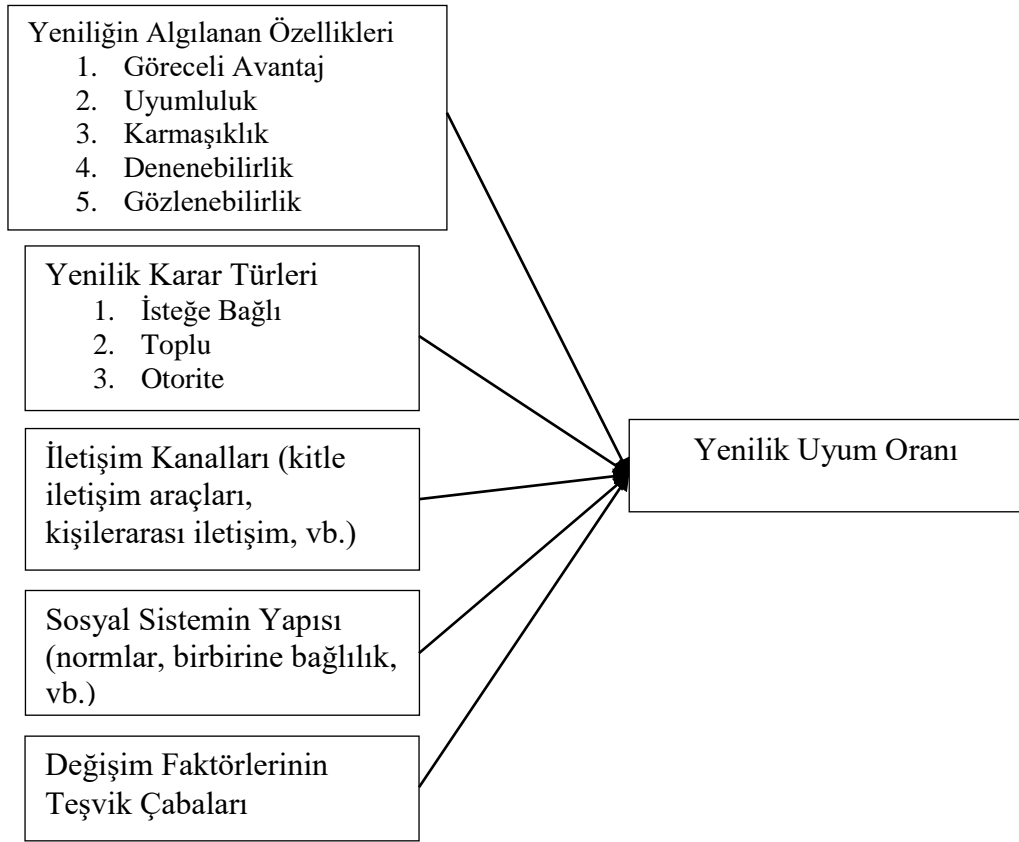 Yeniliğin Algılanan Özellikleri
1. Göreceli Avantaj
2. Uyumluluk
3. Karmaşıklık
4. Denenebilirlik
5. Gözlenebilirlik
Yenilik Karar Türleri
1. İsteğe Bağlı
2. Toplu
3. Otorite
İletişim Kanalları (kitle
iletişim araçları,
kişilerarası iletişim, vb.)
Sosyal Sistemin Yapısı
(normlar, birbirine bağlılık,
vb.)
Değişim Faktörlerinin
Teşvik Çabaları
Yenilik Uyum Oranı